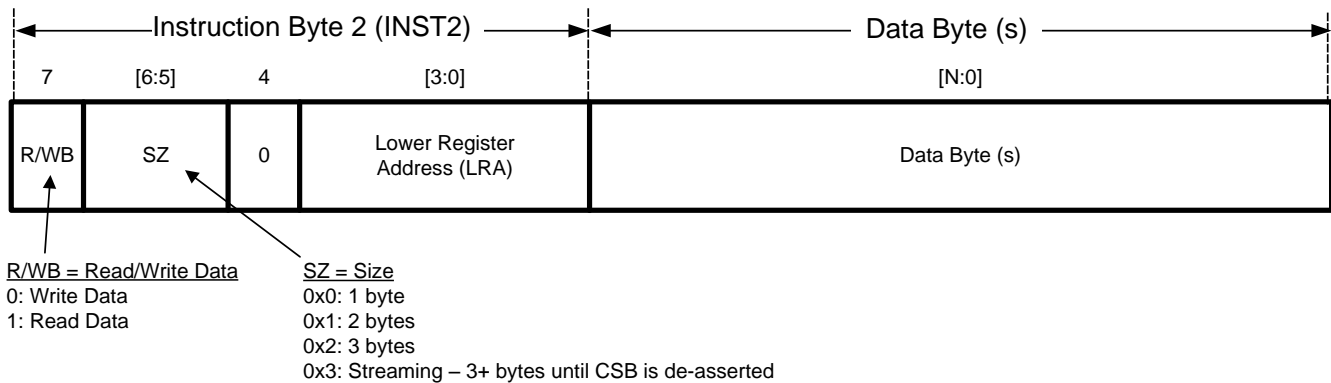 Instruction Byte 2 (INST2)
Data Byte (s)
7
[6:5]
4
[3:0]
[N:0]
R/WB
SZ
0
Lower Register
Address (LRA)
Data Byte (s)
R/WB = Read/Write Data
0: Write Data
1: Read Data
SZ = Size
0x0: 1 byte
0x1: 2 bytes
0x2: 3 bytes
0x3: Streaming – 3+ bytes until CSB is de-asserted